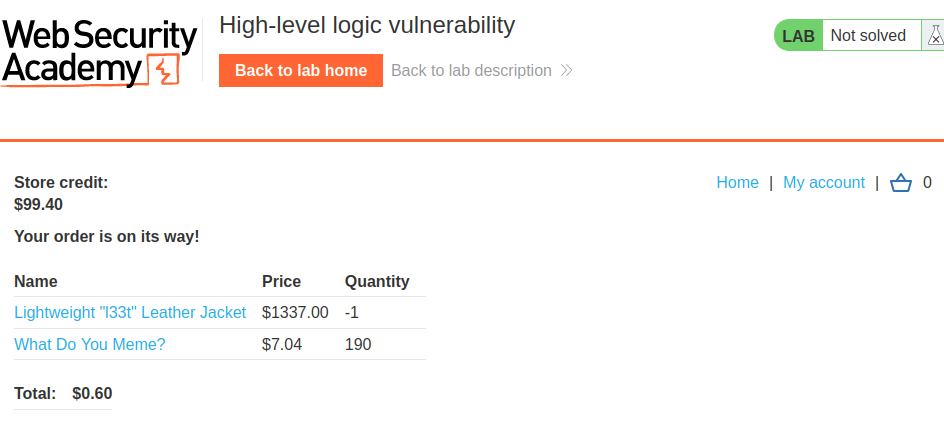 Web Security
Academy
High-level logic vulnerability
Back to lab home
Back to lab description
LAB
Not solved
Store credit:
$99.40
Home | My account | 0
Your order is on its way!
Name Price Quantity
Lightweight "l33t" Leather Jacket $1337.00 -1
What Do You Meme? $7.04 190
Total: $0.60